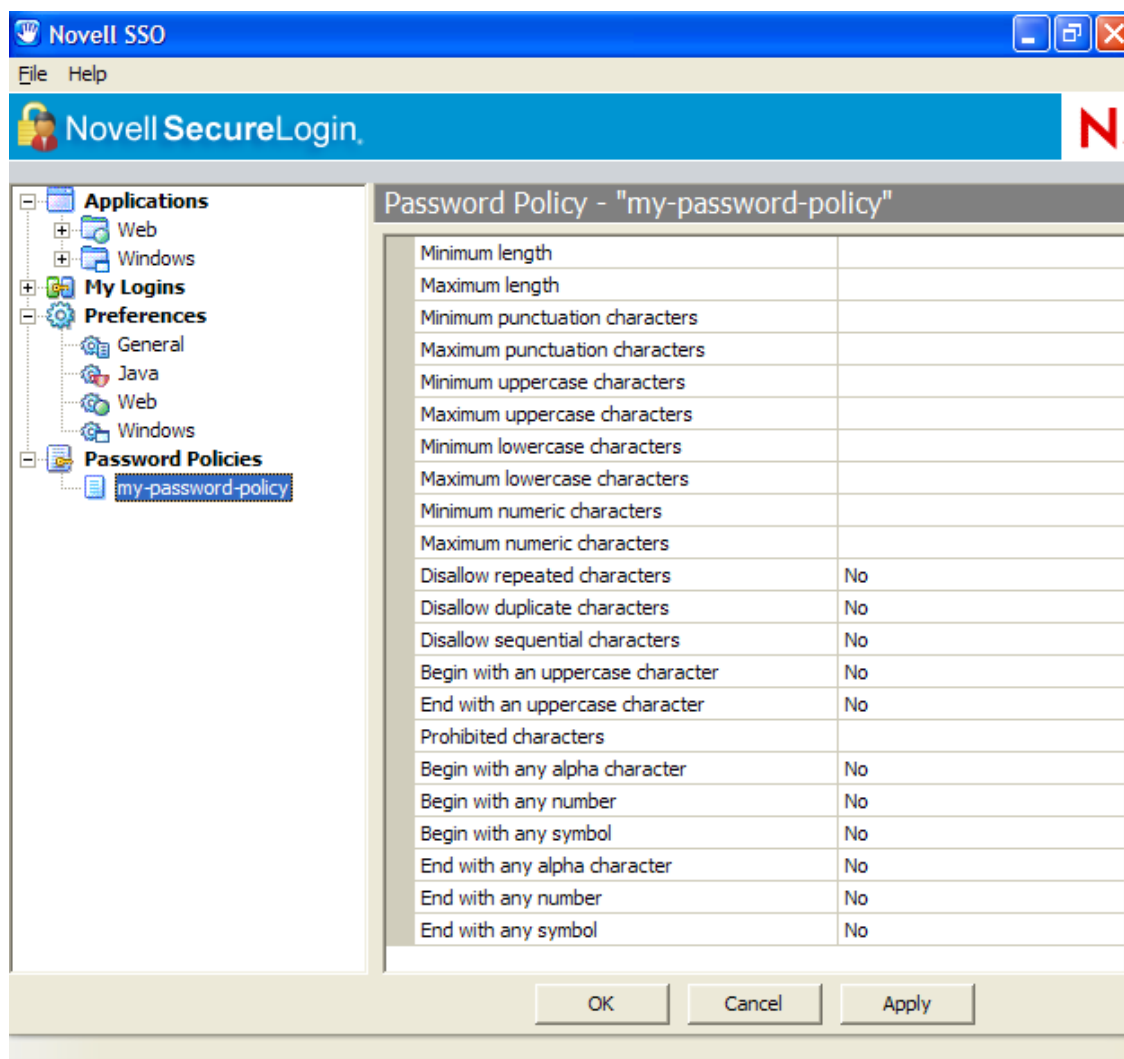 Novell SSO
File Help
Novell SecureLogin
N
Applications
Web
Windows
My Logins
Preferences
General
Java
Web
Windows
Password Policies
my-password-policy
Password Policy - "my-password-policy"
Minimum length
Maximum length
Minimum punctuation characters
Maximum punctuation characters
Minimum uppercase characters
Maximum uppercase characters
Minimum lowercase characters
Maximum lowercase characters
Minimum numeric characters
Maximum numeric characters
Disallow repeated characters No
Disallow duplicate characters No
Disallow sequential characters No
Begin with an uppercase character No
End with an uppercase character No
Prohibited characters
Begin with any alpha character No
Begin with any number No
Begin with any symbol No
End with any alpha character No
End with any number No
End with any symbol No
OK Cancel Apply